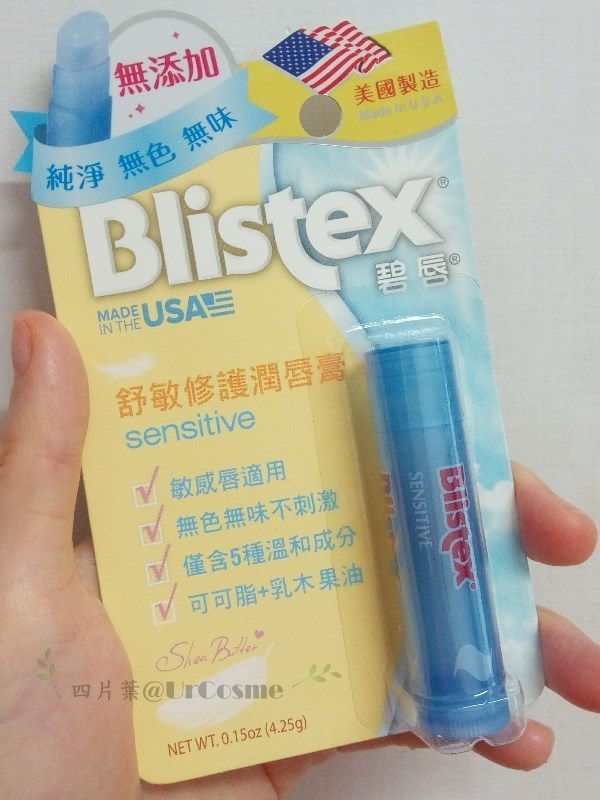 無添加
純淨 無色 無味
美國製造
Made in U.S.A
Blistex®
碧唇®
MADE IN THE USA
舒敏修護潤唇膏
sensitive
敏感唇適用
無色無味不刺激
僅含5種溫和成分
可可脂+乳木果油
Shea Butter
四片葉@UrCosme
NET WT. 0.15oz (4.25g)
Blistex
SENSITIVE